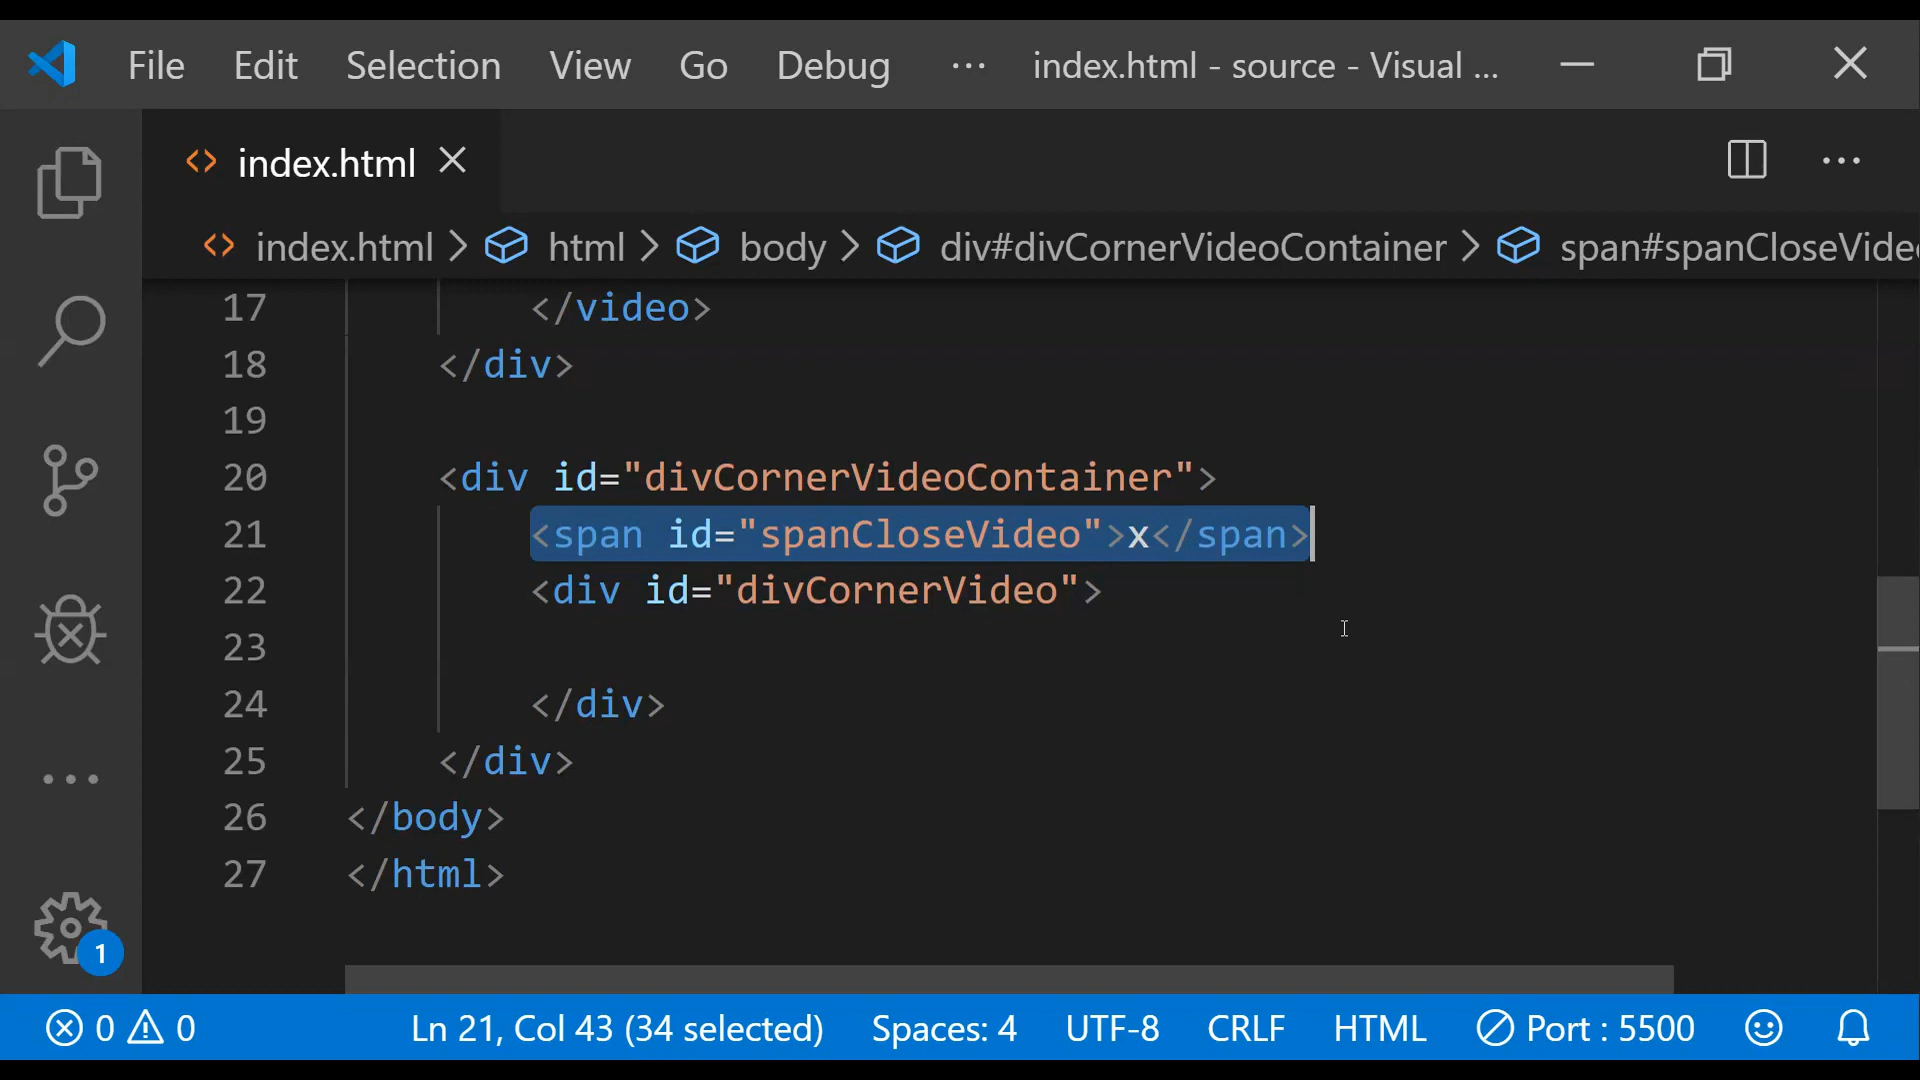 File Edit Selection View Go Debug ... index.html - source - Visual ...
index.html
index.html > html > body > div#divCornerVideoContainer > span#spanCloseVide
17 </video>
18 </div>
19
20 <div id="divCornerVideoContainer">
21 <span id="spanCloseVideo">x</span>
22 <div id="divCornerVideo">
23
24 </div>
25 </div>
26 </body>
27 </html>
1
0 0 Ln 21, Col 43 (34 selected) Spaces: 4 UTF-8 CRLF HTML Port : 5500